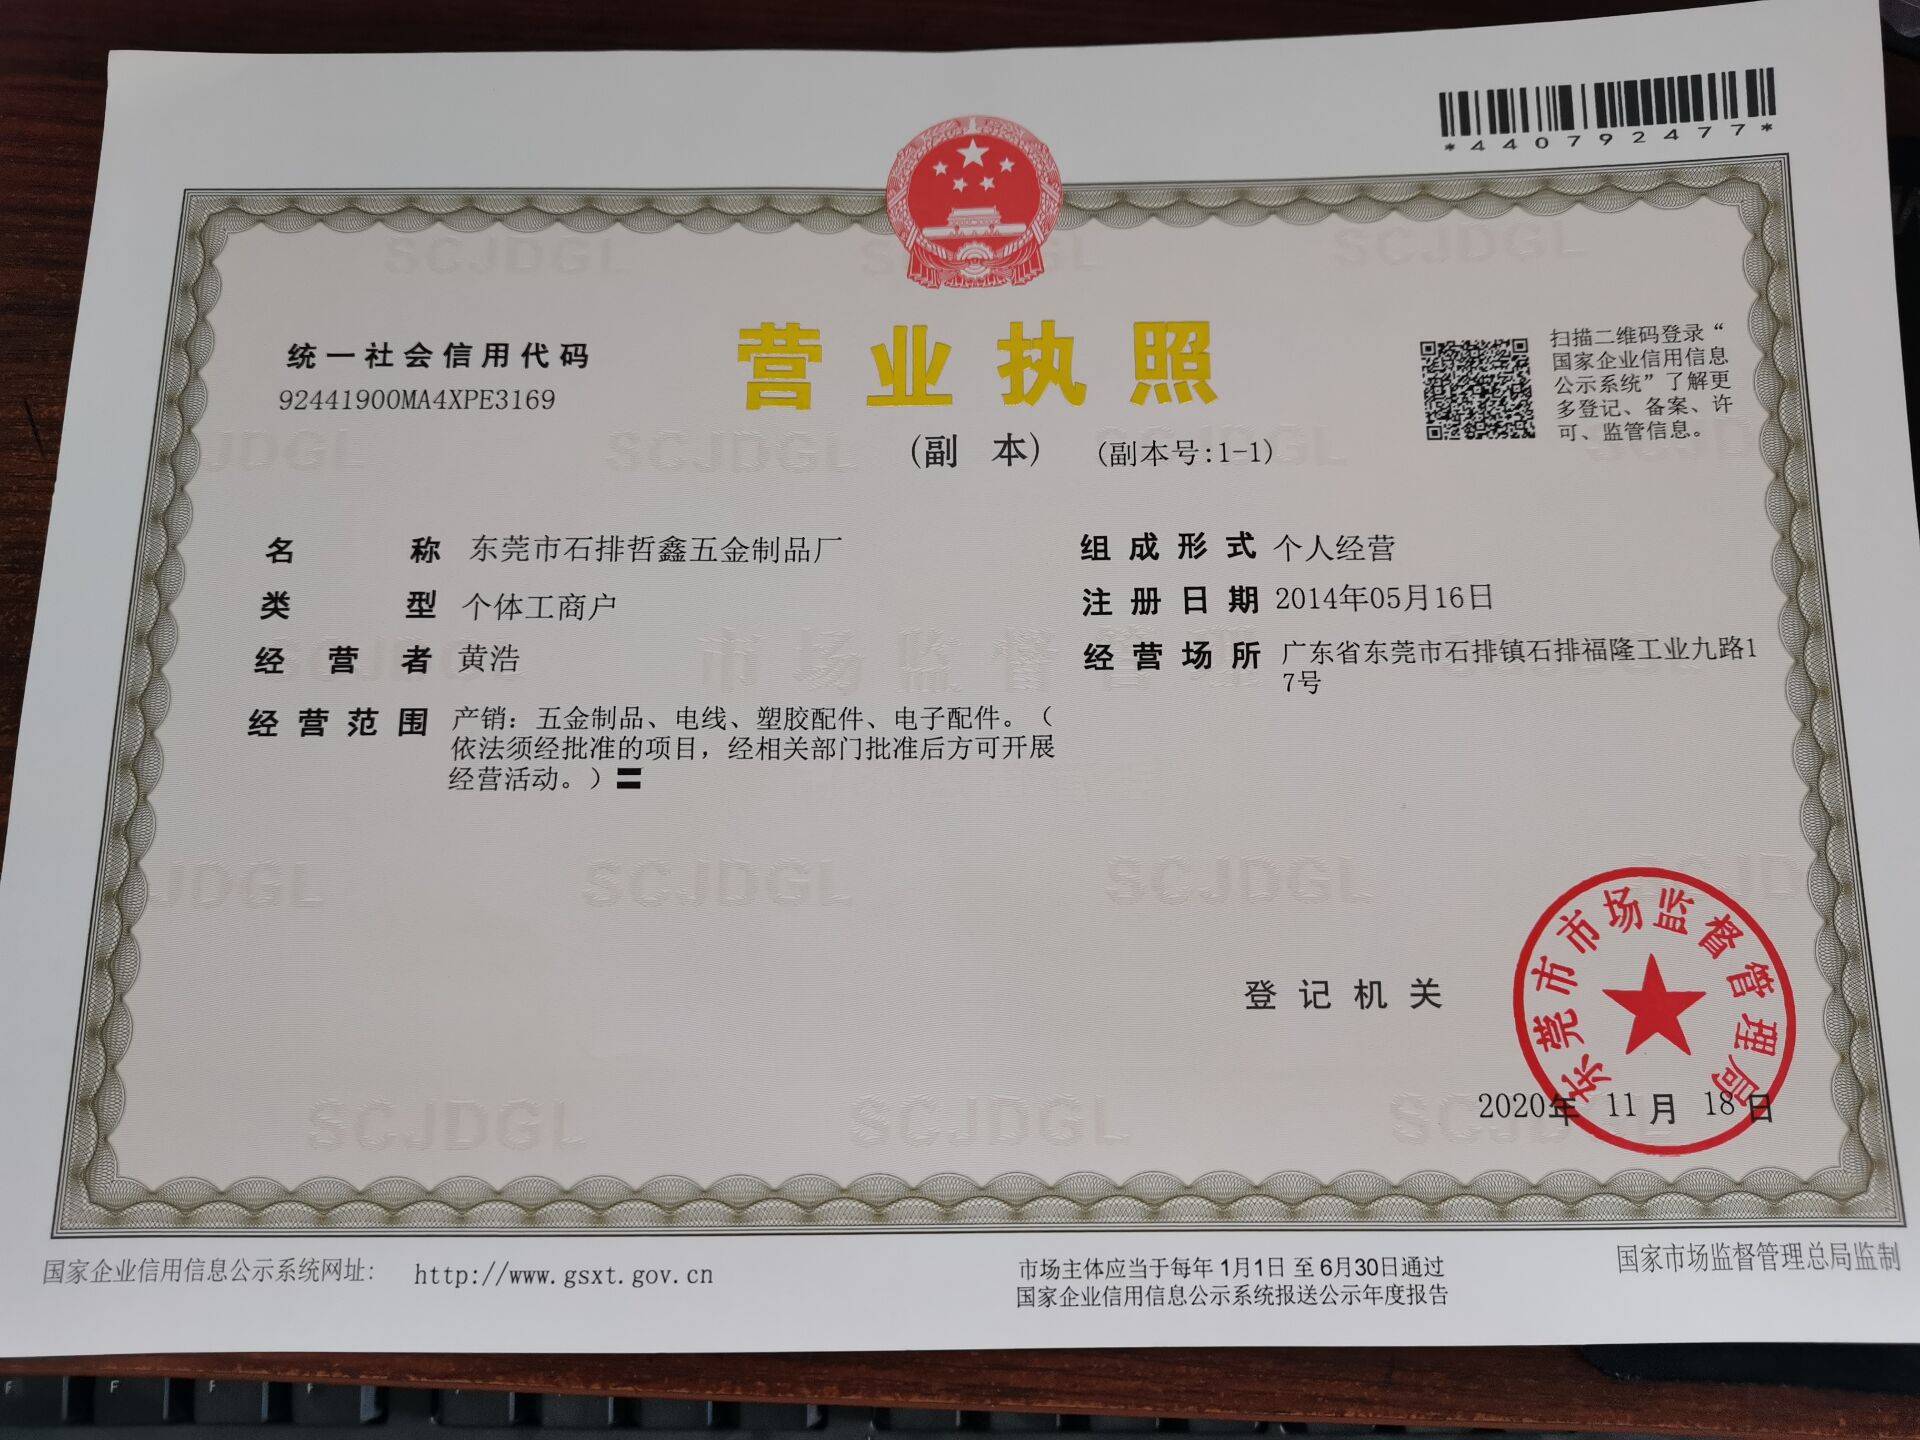 *440792477*
统一社会信用代码
92441900MA4XPE3169
营业执照
(副 本) (副本号:1-1)
扫描二维码登录“
国家企业信用信息
公示系统”了解更
多登记、备案、许
可、监管信息。
名 称 东莞市石排哲鑫五金制品厂
类 型 个体工商户
经 营 者 黄浩
经营范围 产销：五金制品、电线、塑胶配件、电子配件。（
依法须经批准的项目，经相关部门批准后方可开展
经营活动。）〓
组成形式 个人经营
注册日期 2014年05月16日
经营场所 广东省东莞市石排镇石排福隆工业九路1
7号
登记机关
东莞市市场监督管理局
2020年 11 月 18 日
SCJDGL
市场监督管理
国家企业信用信息公示系统网址： http://www.gsxt.gov.cn
市场主体应当于每年1月1日 至6月30日通过
国家企业信用信息公示系统报送公示年度报告
国家市场监督管理总局监制